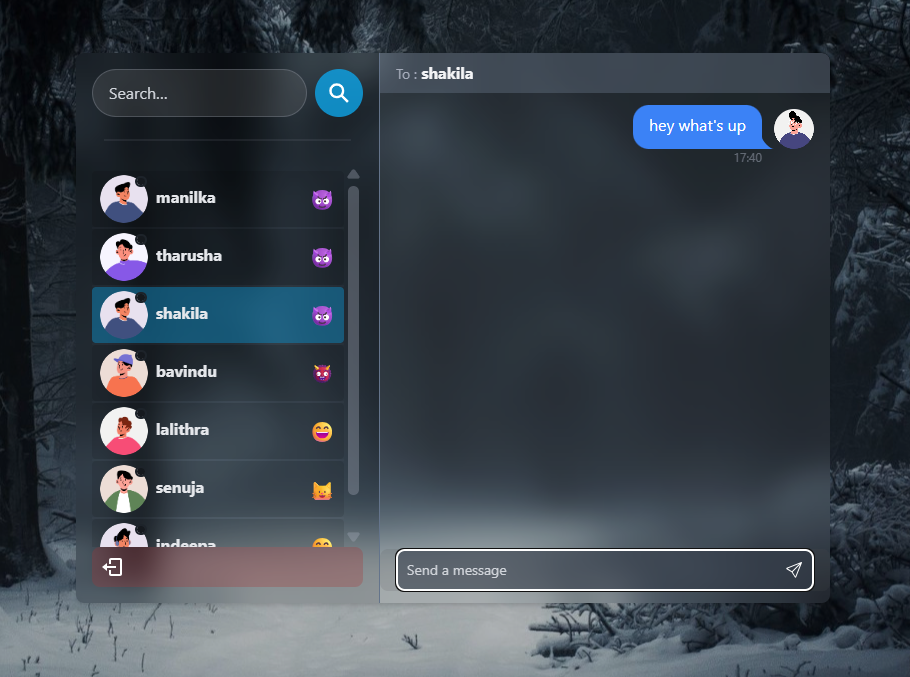 Search...
manilka
tharusha
shakila
bavindu
lalithra
senuja
indeepa
To : shakila
hey what's up
17:40
Send a message